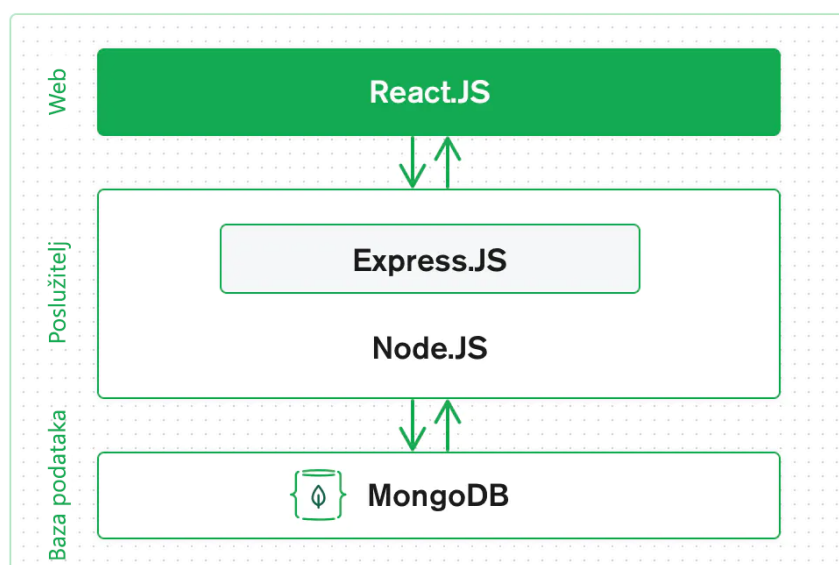 Web
React.JS
Poslužitelj
Express.JS
Node.JS
Baza podataka
MongoDB